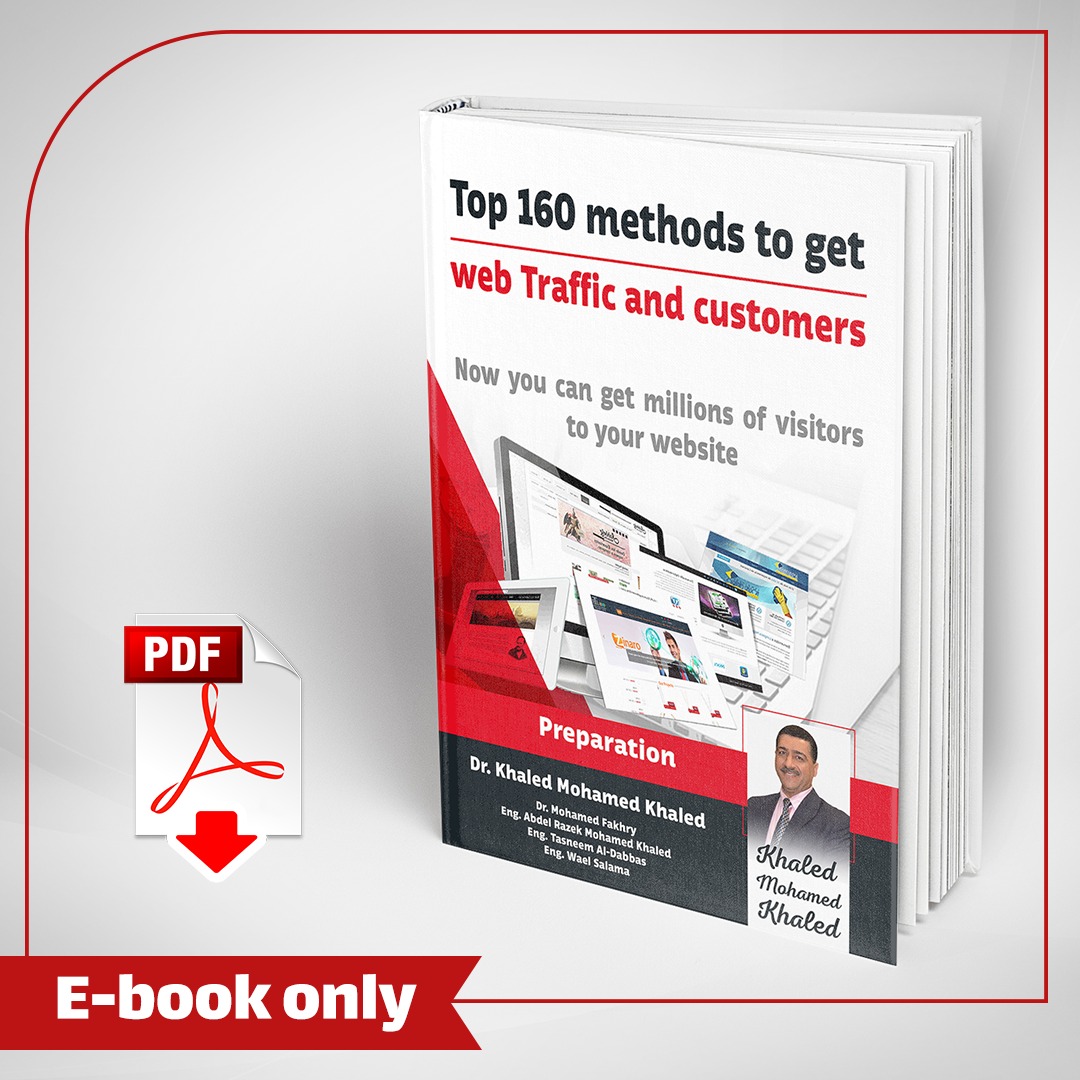 Top 160 methods to get
web Traffic and customers
Now you can get millions of visitors
to your website
Zinaro
Preparation
Dr. Khaled Mohamed Khaled
Dr. Mohamed Fakhry
Eng. Abdel Razek Mohamed Khaled
Eng. Tasneem Al-Dabbas
Eng. Wael Salama
Khaled
Mohamed
Khaled
PDF
E-book only